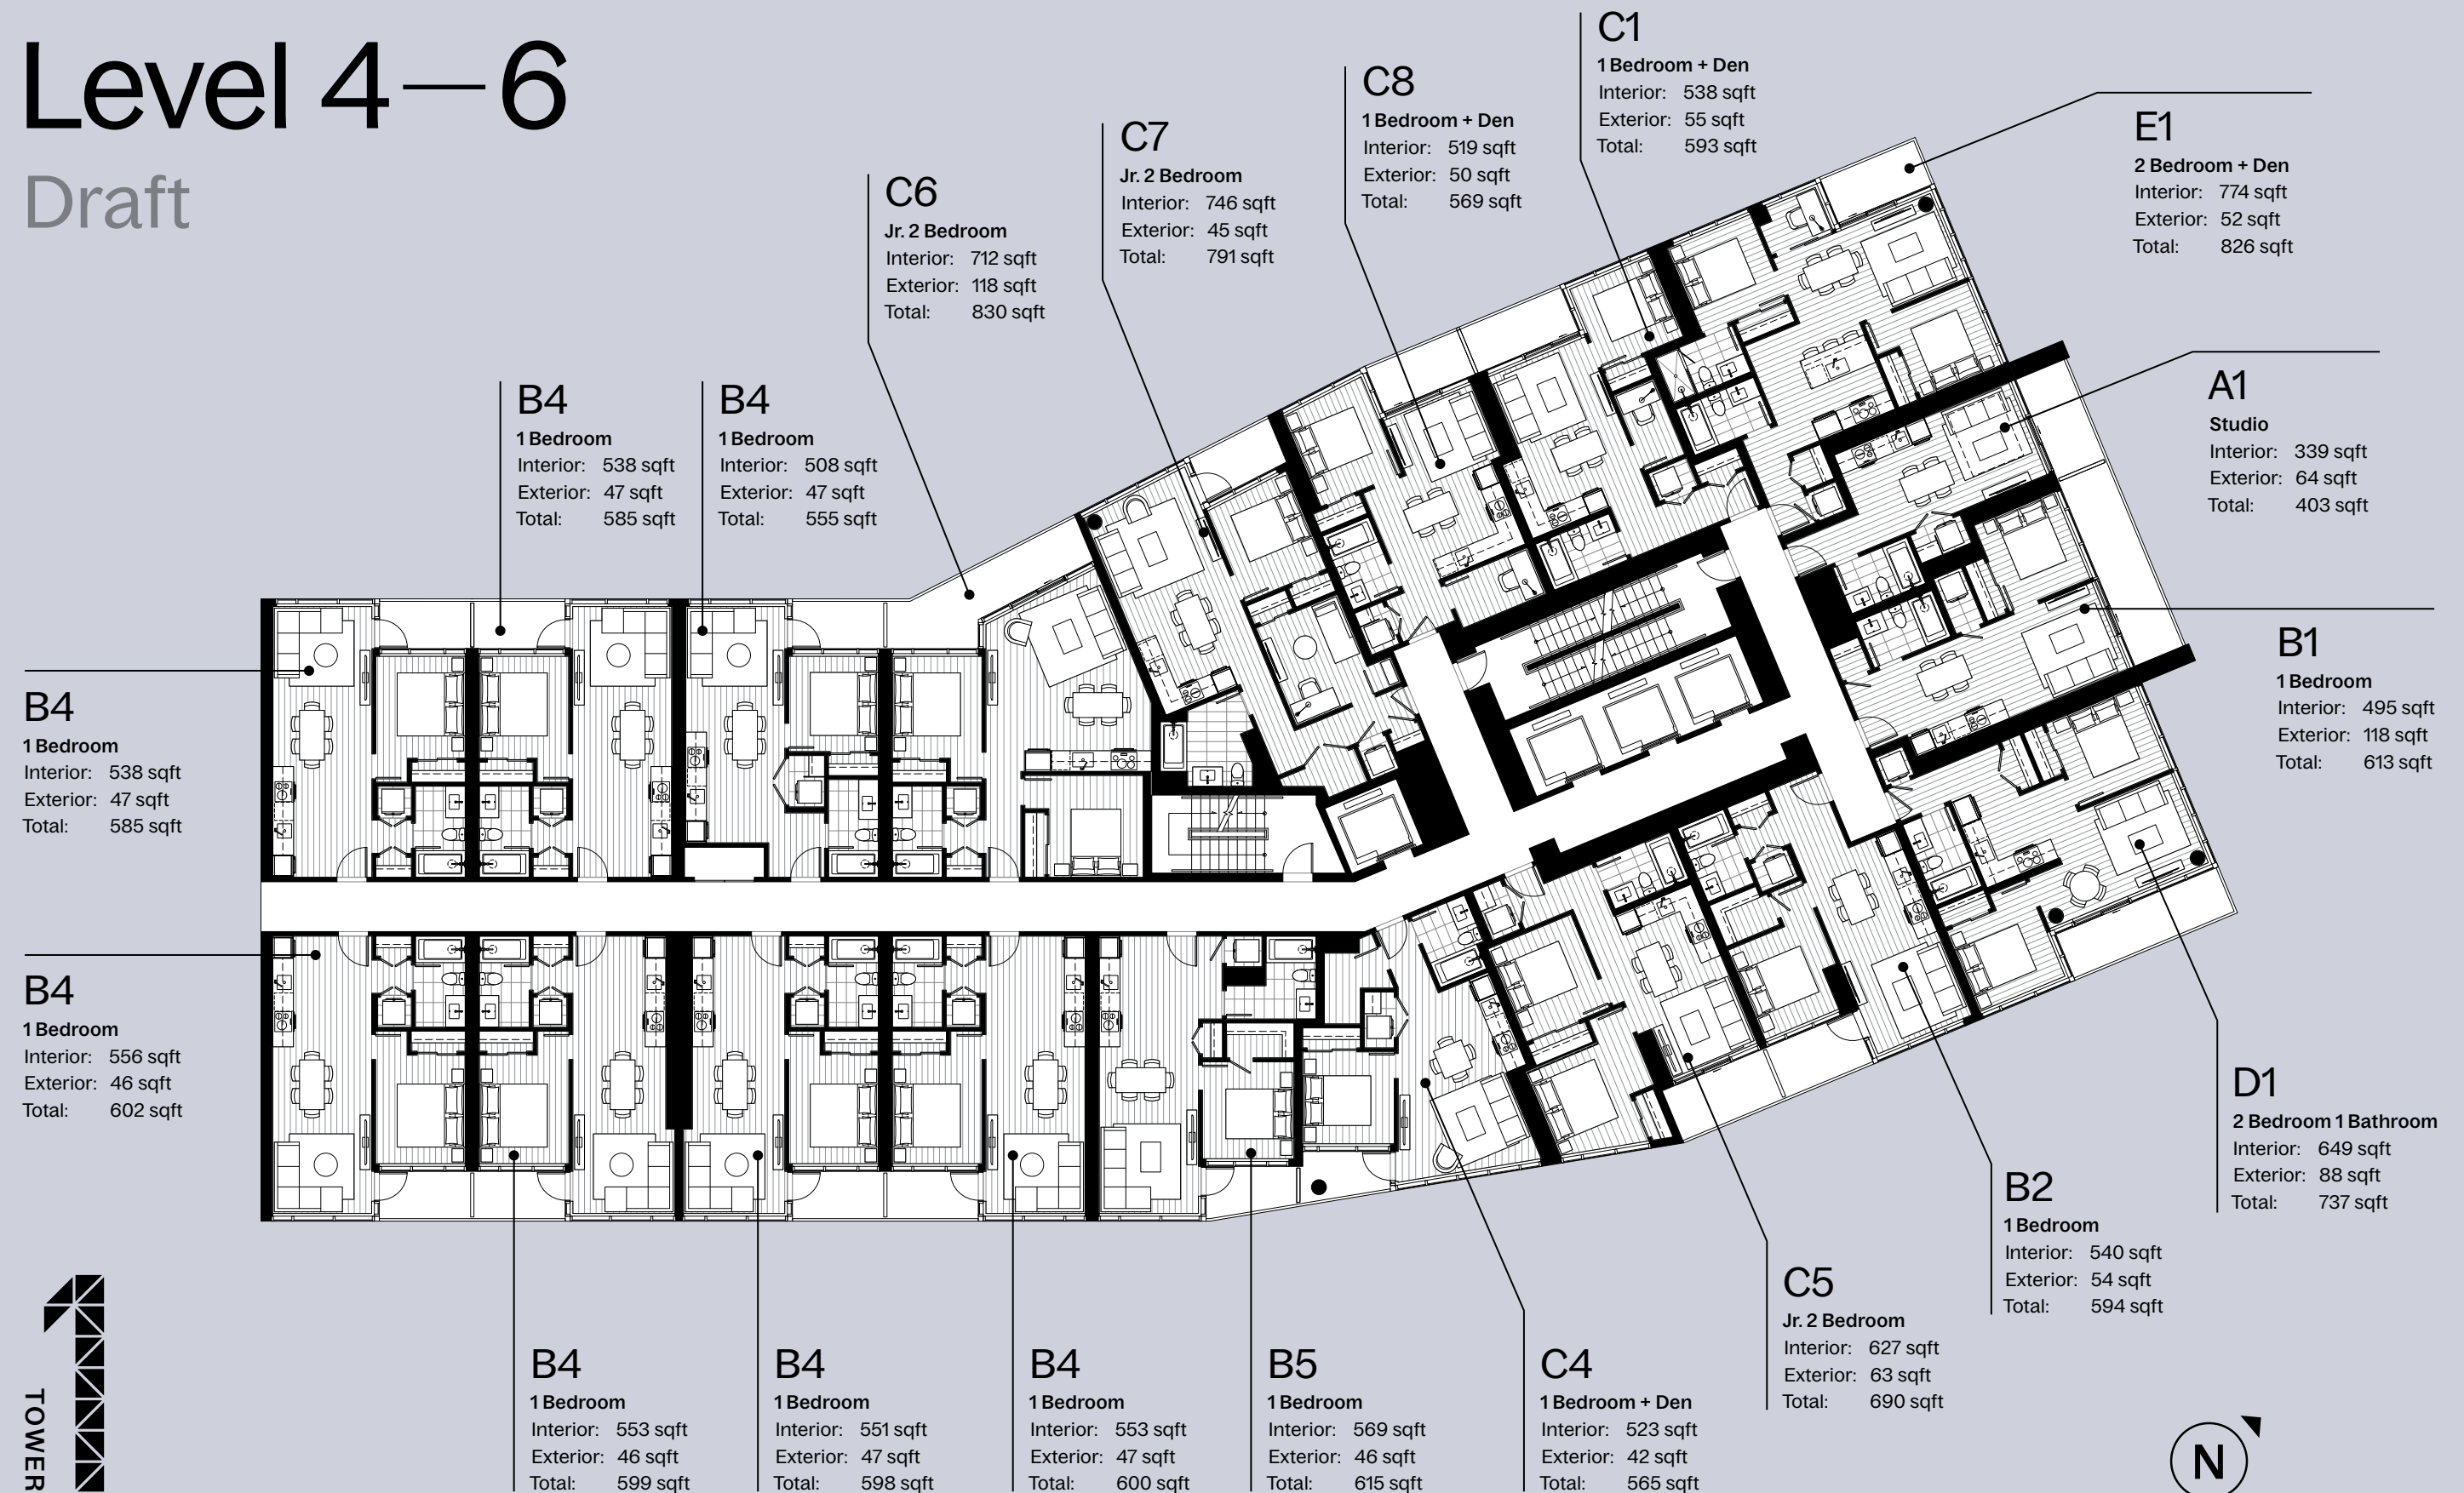 Level 4—6
Draft
C1
1 Bedroom + Den
Interior: 538 sqft
Exterior: 55 sqft
Total: 593 sqft
C8
1 Bedroom + Den
Interior: 519 sqft
Exterior: 50 sqft
Total: 569 sqft
E1
2 Bedroom + Den
Interior: 774 sqft
Exterior: 52 sqft
Total: 826 sqft
C7
Jr. 2 Bedroom
Interior: 746 sqft
Exterior: 45 sqft
Total: 791 sqft
C6
Jr. 2 Bedroom
Interior: 712 sqft
Exterior: 118 sqft
Total: 830 sqft
B4
1 Bedroom
Interior: 538 sqft
Exterior: 47 sqft
Total: 585 sqft
B4
1 Bedroom
Interior: 508 sqft
Exterior: 47 sqft
Total: 555 sqft
A1
Studio
Interior: 339 sqft
Exterior: 64 sqft
Total: 403 sqft
B4
1 Bedroom
Interior: 538 sqft
Exterior: 47 sqft
Total: 585 sqft
B1
1 Bedroom
Interior: 495 sqft
Exterior: 118 sqft
Total: 613 sqft
B4
1 Bedroom
Interior: 556 sqft
Exterior: 46 sqft
Total: 602 sqft
D1
2 Bedroom 1 Bathroom
Interior: 649 sqft
Exterior: 88 sqft
Total: 737 sqft
B2
1 Bedroom
Interior: 540 sqft
Exterior: 54 sqft
Total: 594 sqft
C5
Jr. 2 Bedroom
Interior: 627 sqft
Exterior: 63 sqft
Total: 690 sqft
B4
1 Bedroom
Interior: 553 sqft
Exterior: 46 sqft
Total: 599 sqft
B4
1 Bedroom
Interior: 551 sqft
Exterior: 47 sqft
Total: 598 sqft
B4
1 Bedroom
Interior: 553 sqft
Exterior: 47 sqft
Total: 600 sqft
B5
1 Bedroom
Interior: 569 sqft
Exterior: 46 sqft
Total: 615 sqft
C4
1 Bedroom + Den
Interior: 523 sqft
Exterior: 42 sqft
Total: 565 sqft
TOWER
1
N